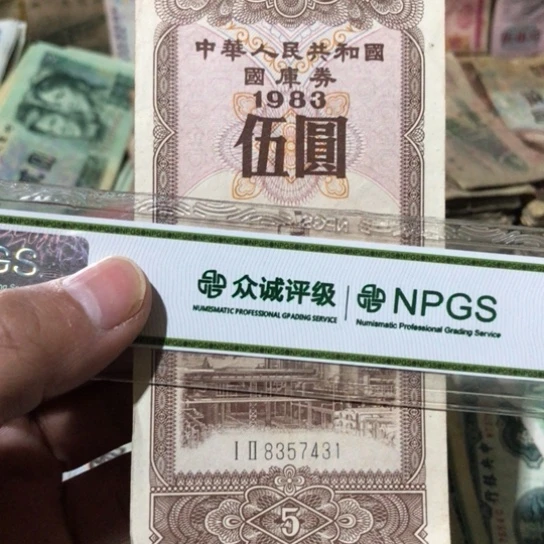 中華人民共和國
國庫券
1983
伍圓
GS
众诚评级
NUMISMATIC PROFESSIONAL GRADING SERVICE
NPGS
Numismatic Professional Grading Service
I II 8357431
5